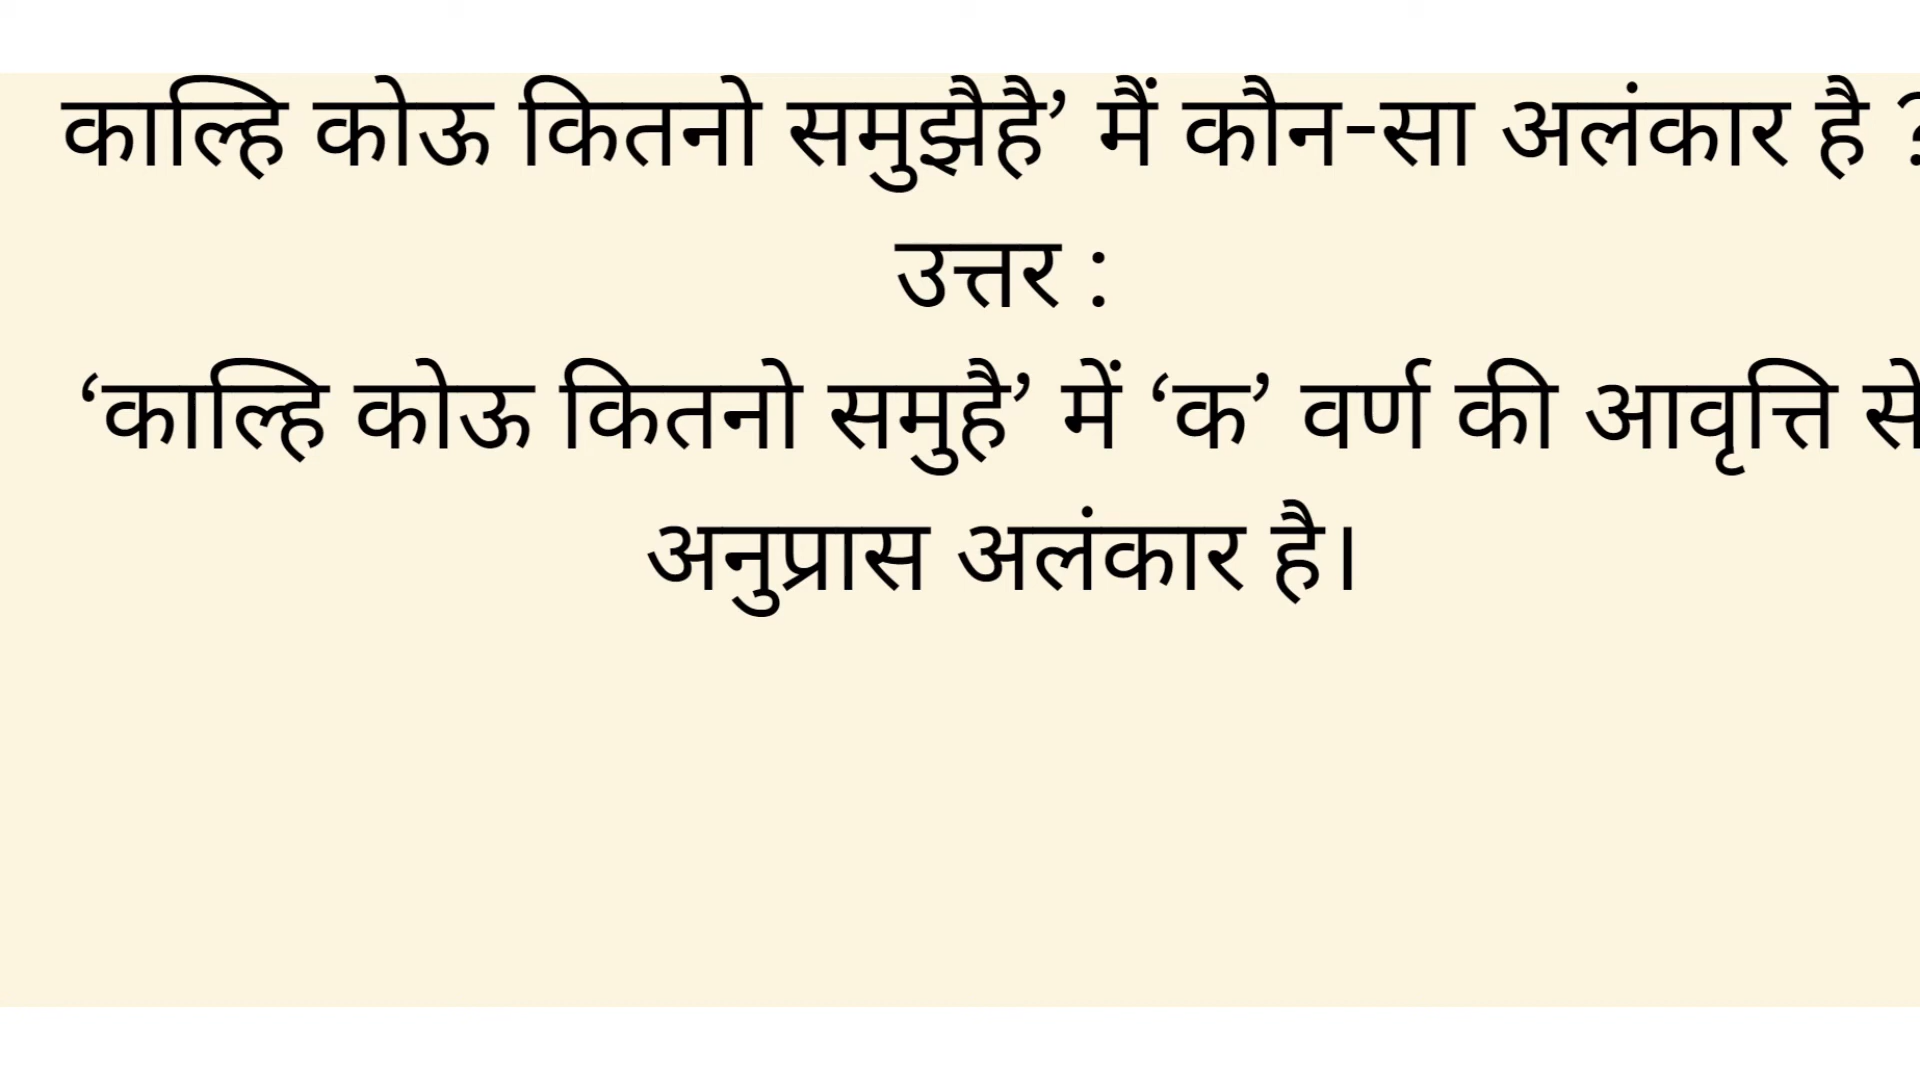 काल्हि कोऊ कितनो समुझैहै’ मैं कौन-सा अलंकार है ?
उत्तर :
‘काल्हि कोऊ कितनो समुहै’ में ‘क’ वर्ण की आवृत्ति से
अनुप्रास अलंकार है।